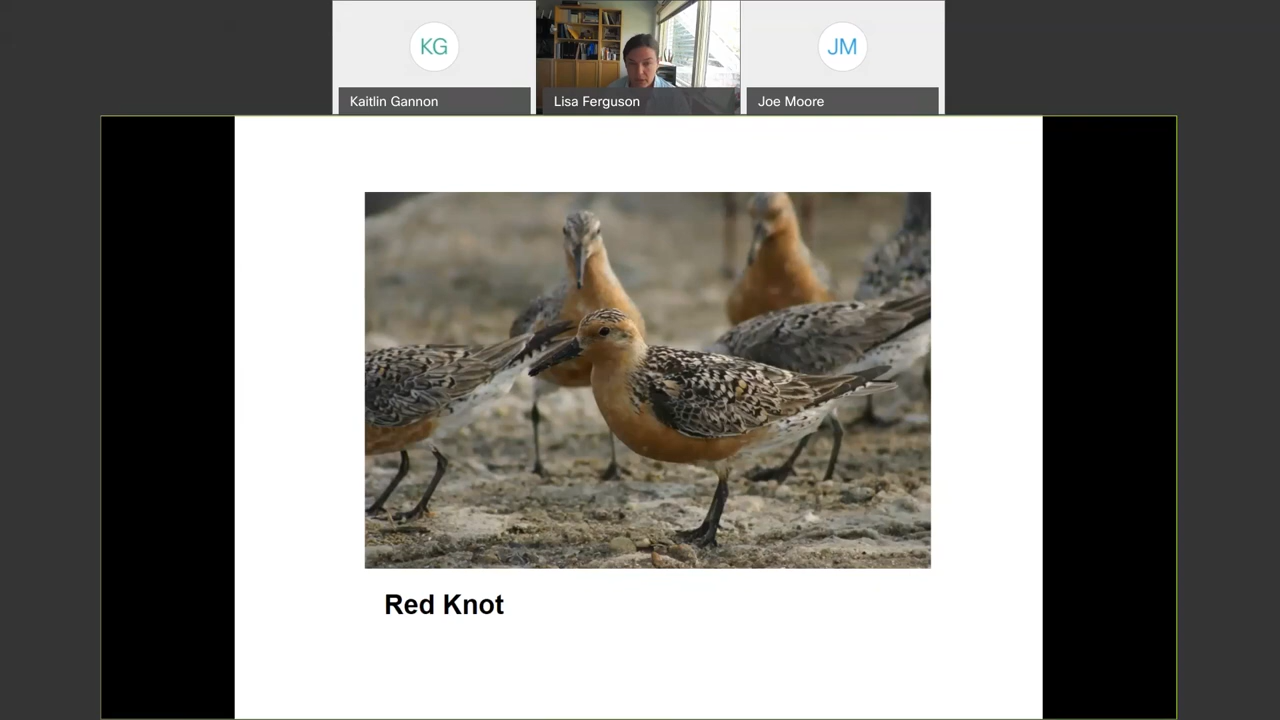 KG
JM
Kaitlin Gannon
Lisa Ferguson
Joe Moore
Red Knot